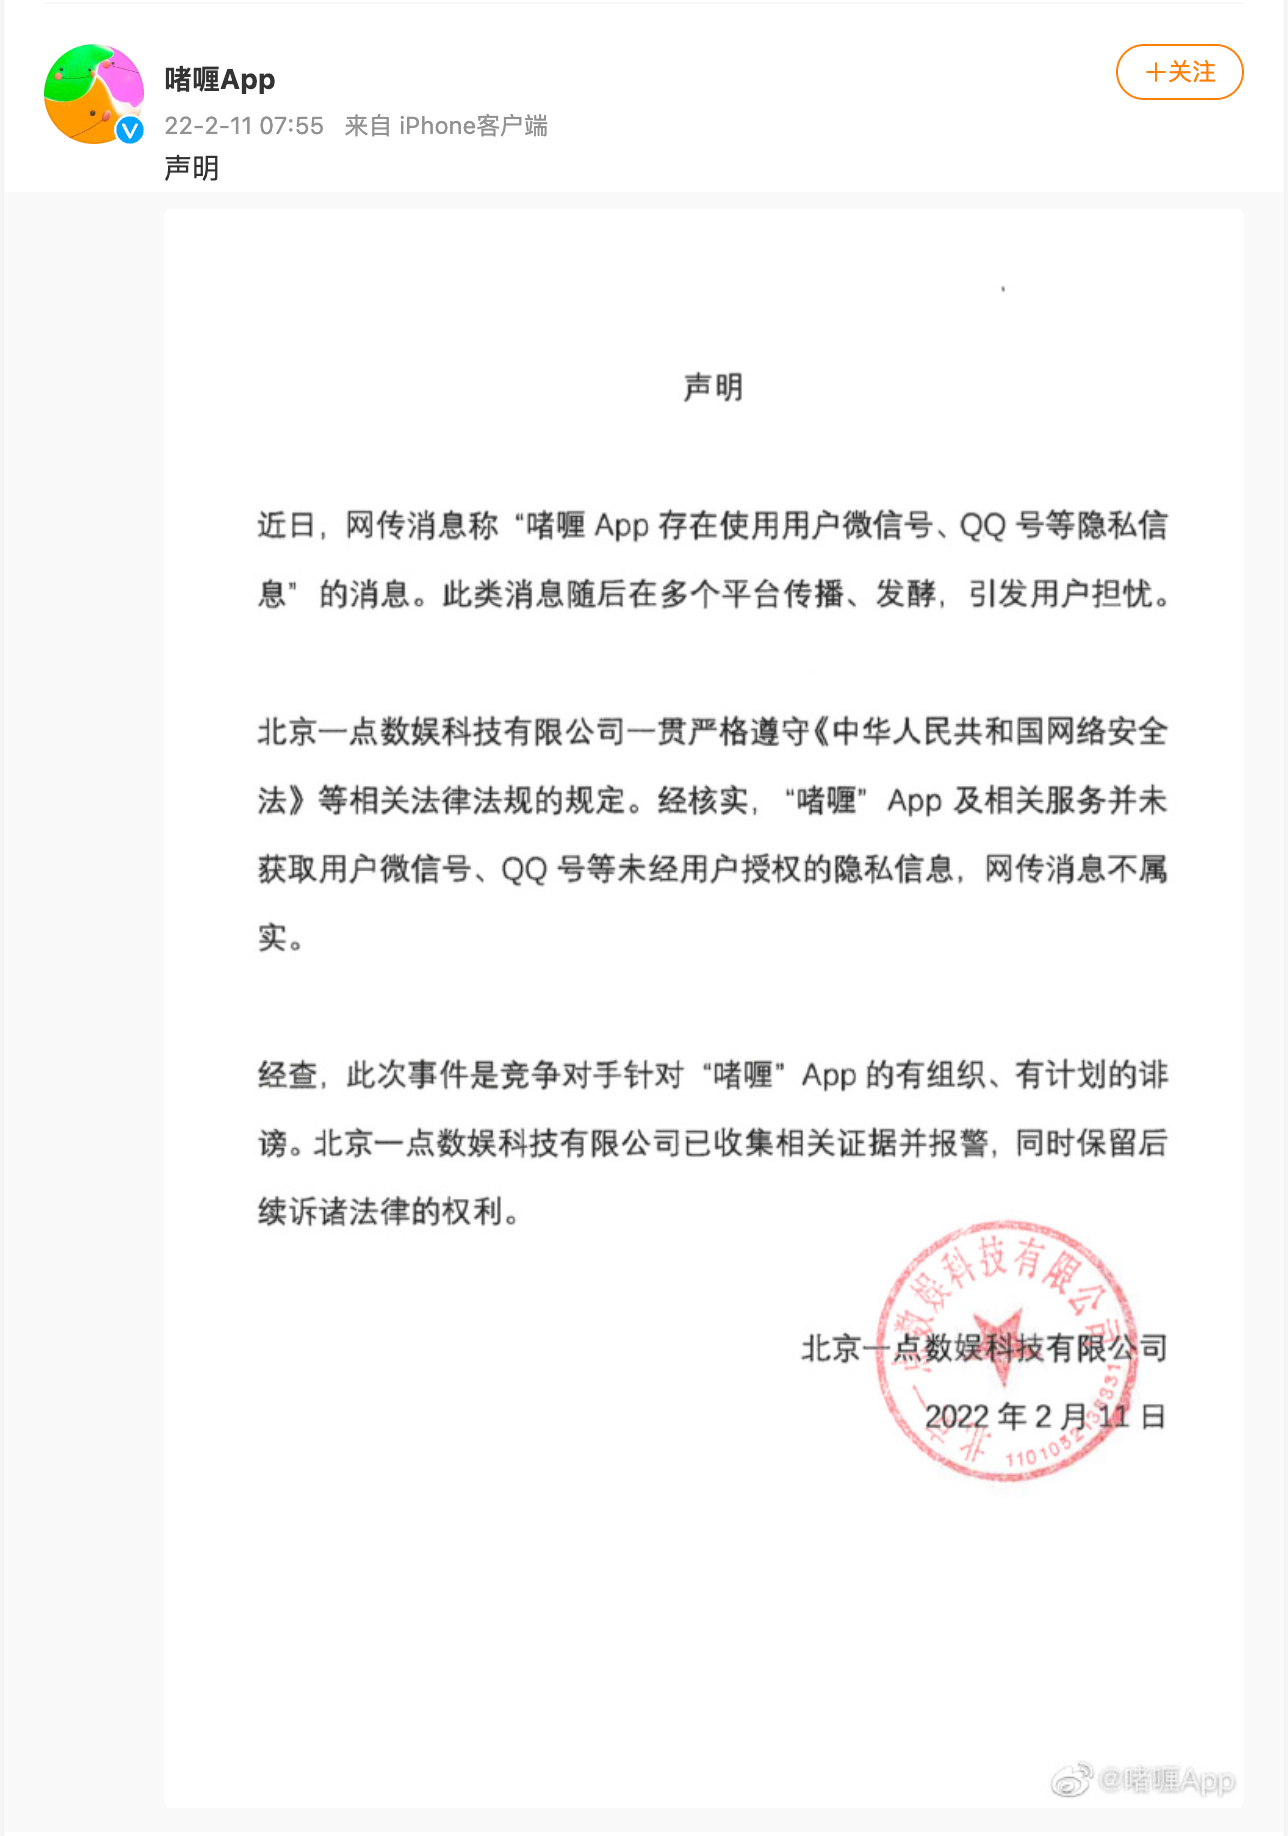 啫喱App
+关注
22-2-11 07:55 来自 iPhone客户端
声明
声明
近日，网传消息称“啫喱 App 存在使用用户微信号、QQ 号等隐私信
息”的消息。此类消息随后在多个平台传播、发酵，引发用户担忧。
北京一点数娱科技有限公司一贯严格遵守《中华人民共和国网络安全
法》等相关法律法规的规定。经核实，“啫喱”App 及相关服务并未
获取用户微信号、QQ 号等未经用户授权的隐私信息，网传消息不属
实。
经查，此次事件是竞争对手针对“啫喱”App 的有组织、有计划的诽
谤。北京一点数娱科技有限公司已收集相关证据并报警，同时保留后
续诉诸法律的权利。
北京一点数娱科技有限公司
2022 年 2 月 11 日
北京一点数娱科技有限公司
@啫喱App